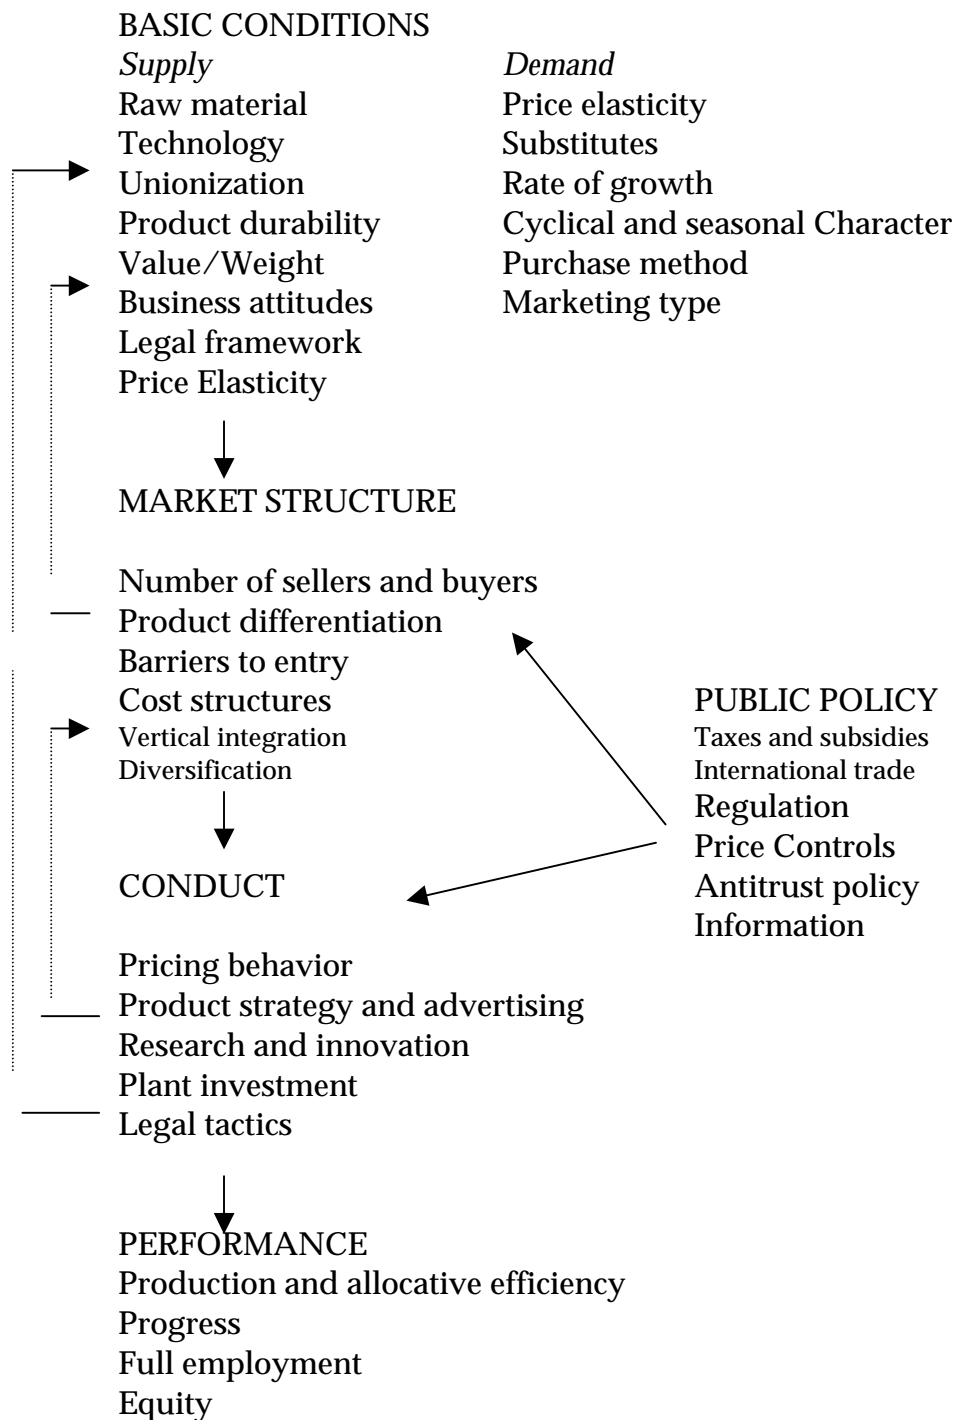 BASIC CONDITIONS
Supply Demand
Raw material Price elasticity
Technology Substitutes
Unionization Rate of growth
Product durability Cyclical and seasonal Character
Value/Weight Purchase method
Business attitudes Marketing type
Legal framework
Price Elasticity
MARKET STRUCTURE
Number of sellers and buyers
Product differentiation
Barriers to entry
Cost structures
Vertical integration
Diversification
PUBLIC POLICY
Taxes and subsidies
International trade
Regulation
Price Controls
Antitrust policy
Information
CONDUCT
Pricing behavior
Product strategy and advertising
Research and innovation
Plant investment
Legal tactics
PERFORMANCE
Production and allocative efficiency
Progress
Full employment
Equity